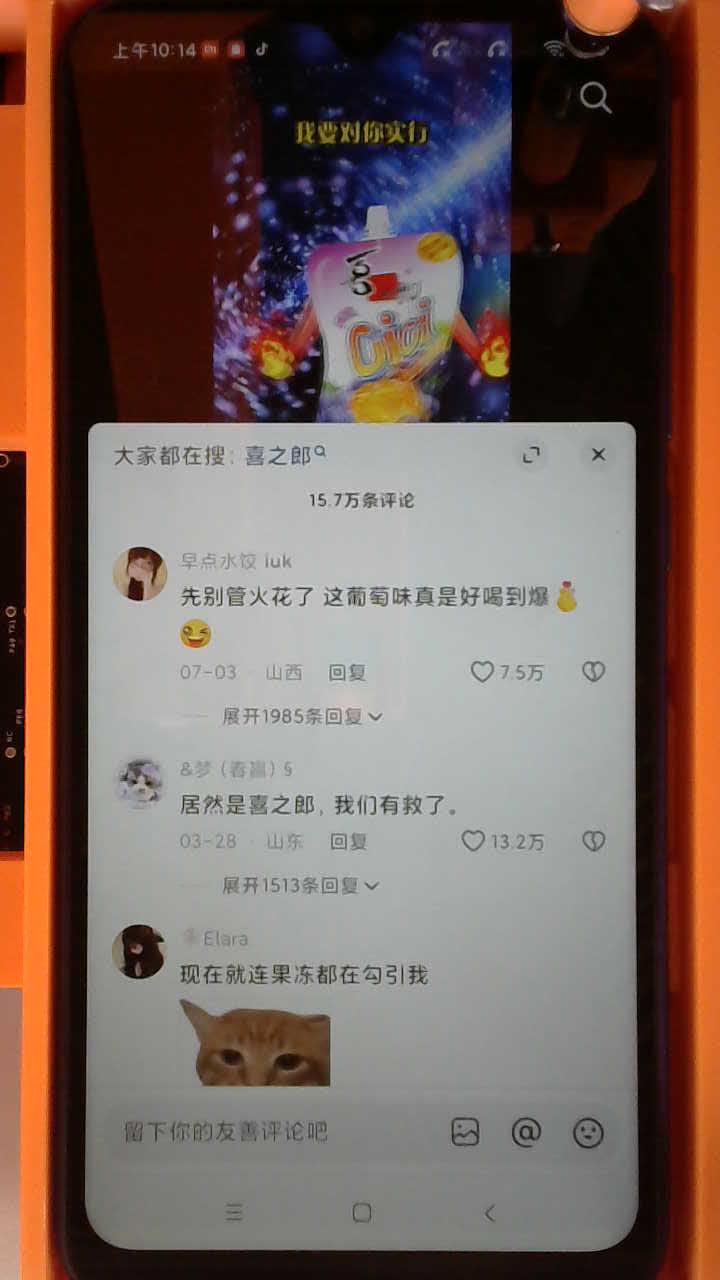 上午10:14
我要对你实行
喜
Cici
大家都在搜：喜之郎
15.7万条评论
早点水饺 iuk
先别管火花了 这葡萄味真是好喝到爆
07-03 · 山西 回复 7.5万
展开1985条回复
&梦（春赢）§
居然是喜之郎，我们有救了。
03-28 · 山东 回复 13.2万
展开1513条回复
Elara
现在就连果冻都在勾引我
留下你的友善评论吧